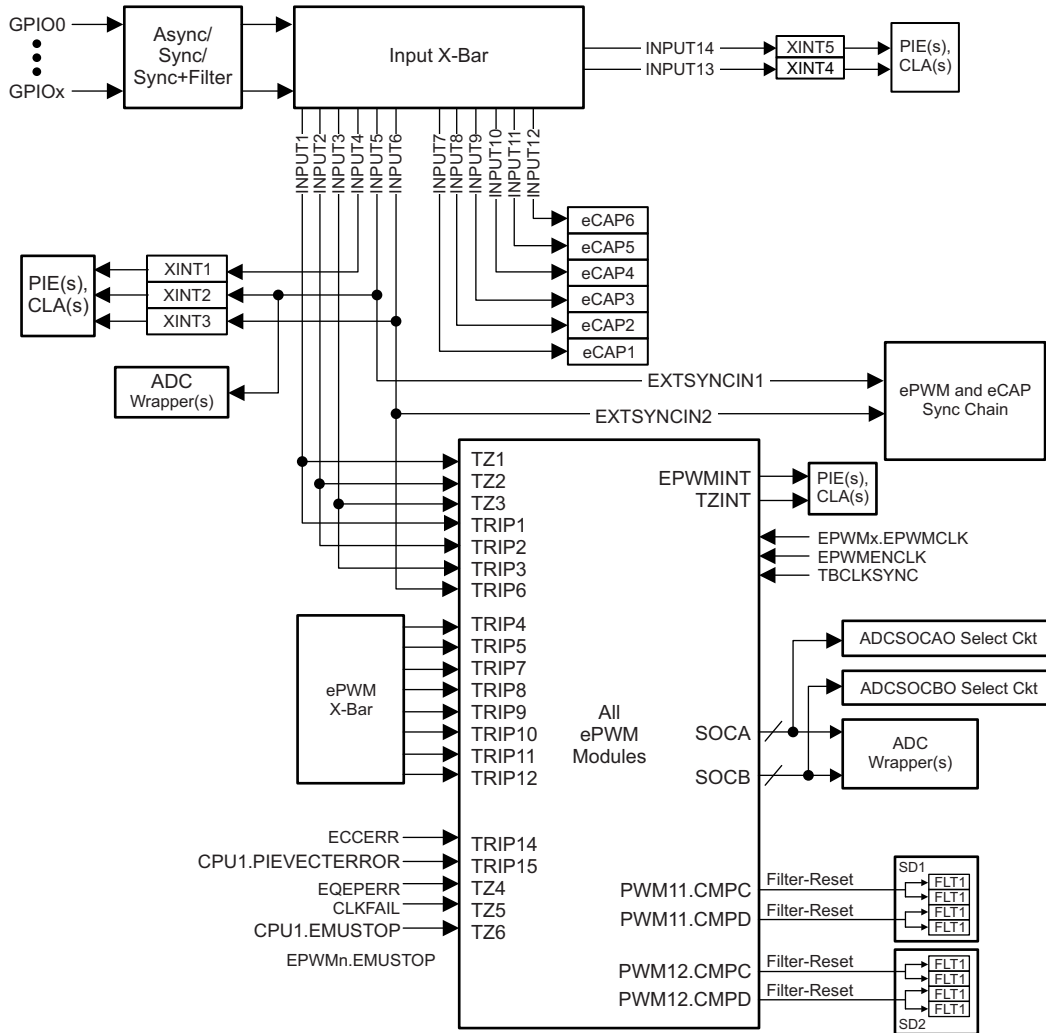 GPIO0
GPIOx
Async/
Sync/
Sync+Filter
Input X-Bar
INPUT14
INPUT13
XINT5
XINT4
PIE(s),
CLA(s)
INPUT1
INPUT2
INPUT3
INPUT4
INPUT5
INPUT6
INPUT7
INPUT8
INPUT9
INPUT10
INPUT11
INPUT12
eCAP6
eCAP5
eCAP4
eCAP3
eCAP2
eCAP1
PIE(s),
CLA(s)
XINT1
XINT2
XINT3
ADC
Wrapper(s)
EXTSYNCIN1
EXTSYNCIN2
ePWM and eCAP
Sync Chain
TZ1
TZ2
TZ3
TRIP1
TRIP2
TRIP3
TRIP6
EPWMINT
TZINT
PIE(s),
CLA(s)
EPWMx.EPWMCLK
EPWMENCLK
TBCLKSYNC
ePWM
X-Bar
TRIP4
TRIP5
TRIP7
TRIP8
TRIP9
TRIP10
TRIP11
TRIP12
All
ePWM
Modules
SOCA
SOCB
ADCSOCAO Select Ckt
ADCSOCBO Select Ckt
ADC
Wrapper(s)
ECCERR
CPU1.PIEVECTERROR
EQEPERR
CLKFAIL
CPU1.EMUSTOP
EPWMn.EMUSTOP
TRIP14
TRIP15
TZ4
TZ5
TZ6
PWM11.CMPC
PWM11.CMPD
PWM12.CMPC
PWM12.CMPD
Filter-Reset
Filter-Reset
Filter-Reset
Filter-Reset
SD1
FLT1
FLT1
FLT1
FLT1
FLT1
FLT1
FLT1
FLT1
SD2